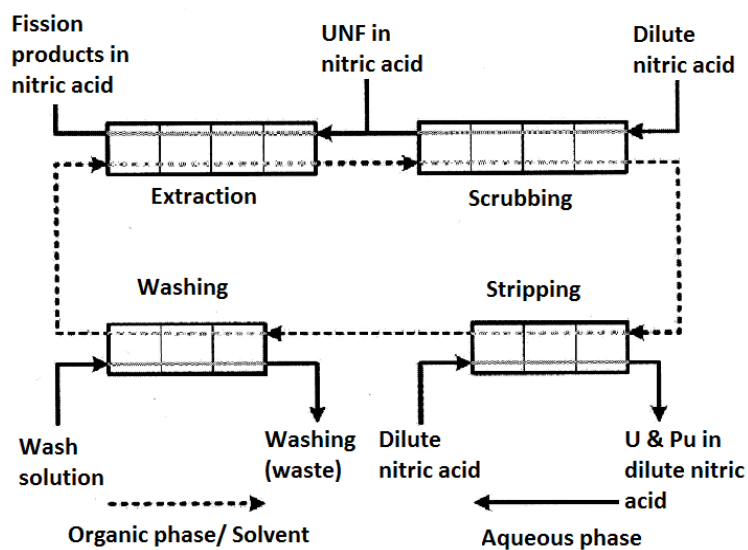 Fission
products in
nitric acid
UNF in
nitric acid
Dilute
nitric acid
Extraction
Scrubbing
Washing
Stripping
Wash
solution
Washing
(waste)
Dilute
nitric acid
U & Pu in
dilute nitric
acid
Organic phase/ Solvent
Aqueous phase